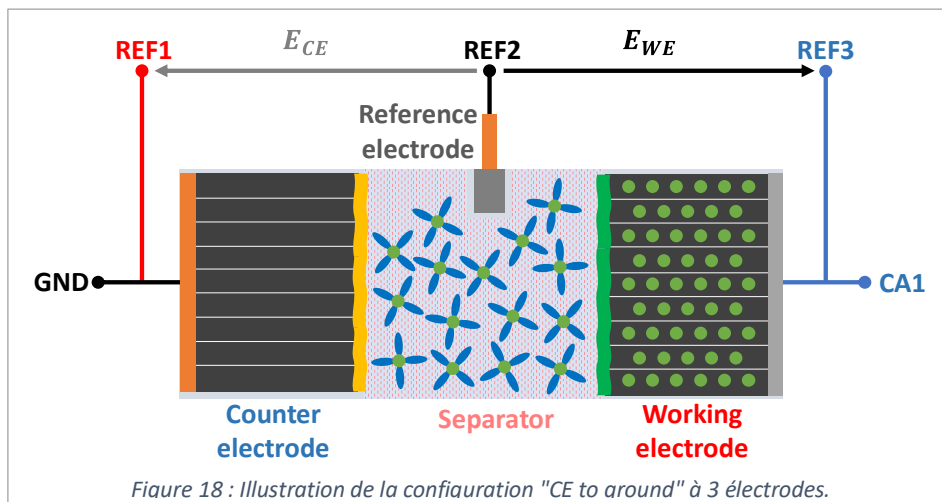 E_CE
E_WE
REF1
REF2
REF3
Reference
electrode
GND
CA1
Counter
electrode
Separator
Working
electrode
Figure 18 : Illustration de la configuration "CE to ground" à 3 électrodes.